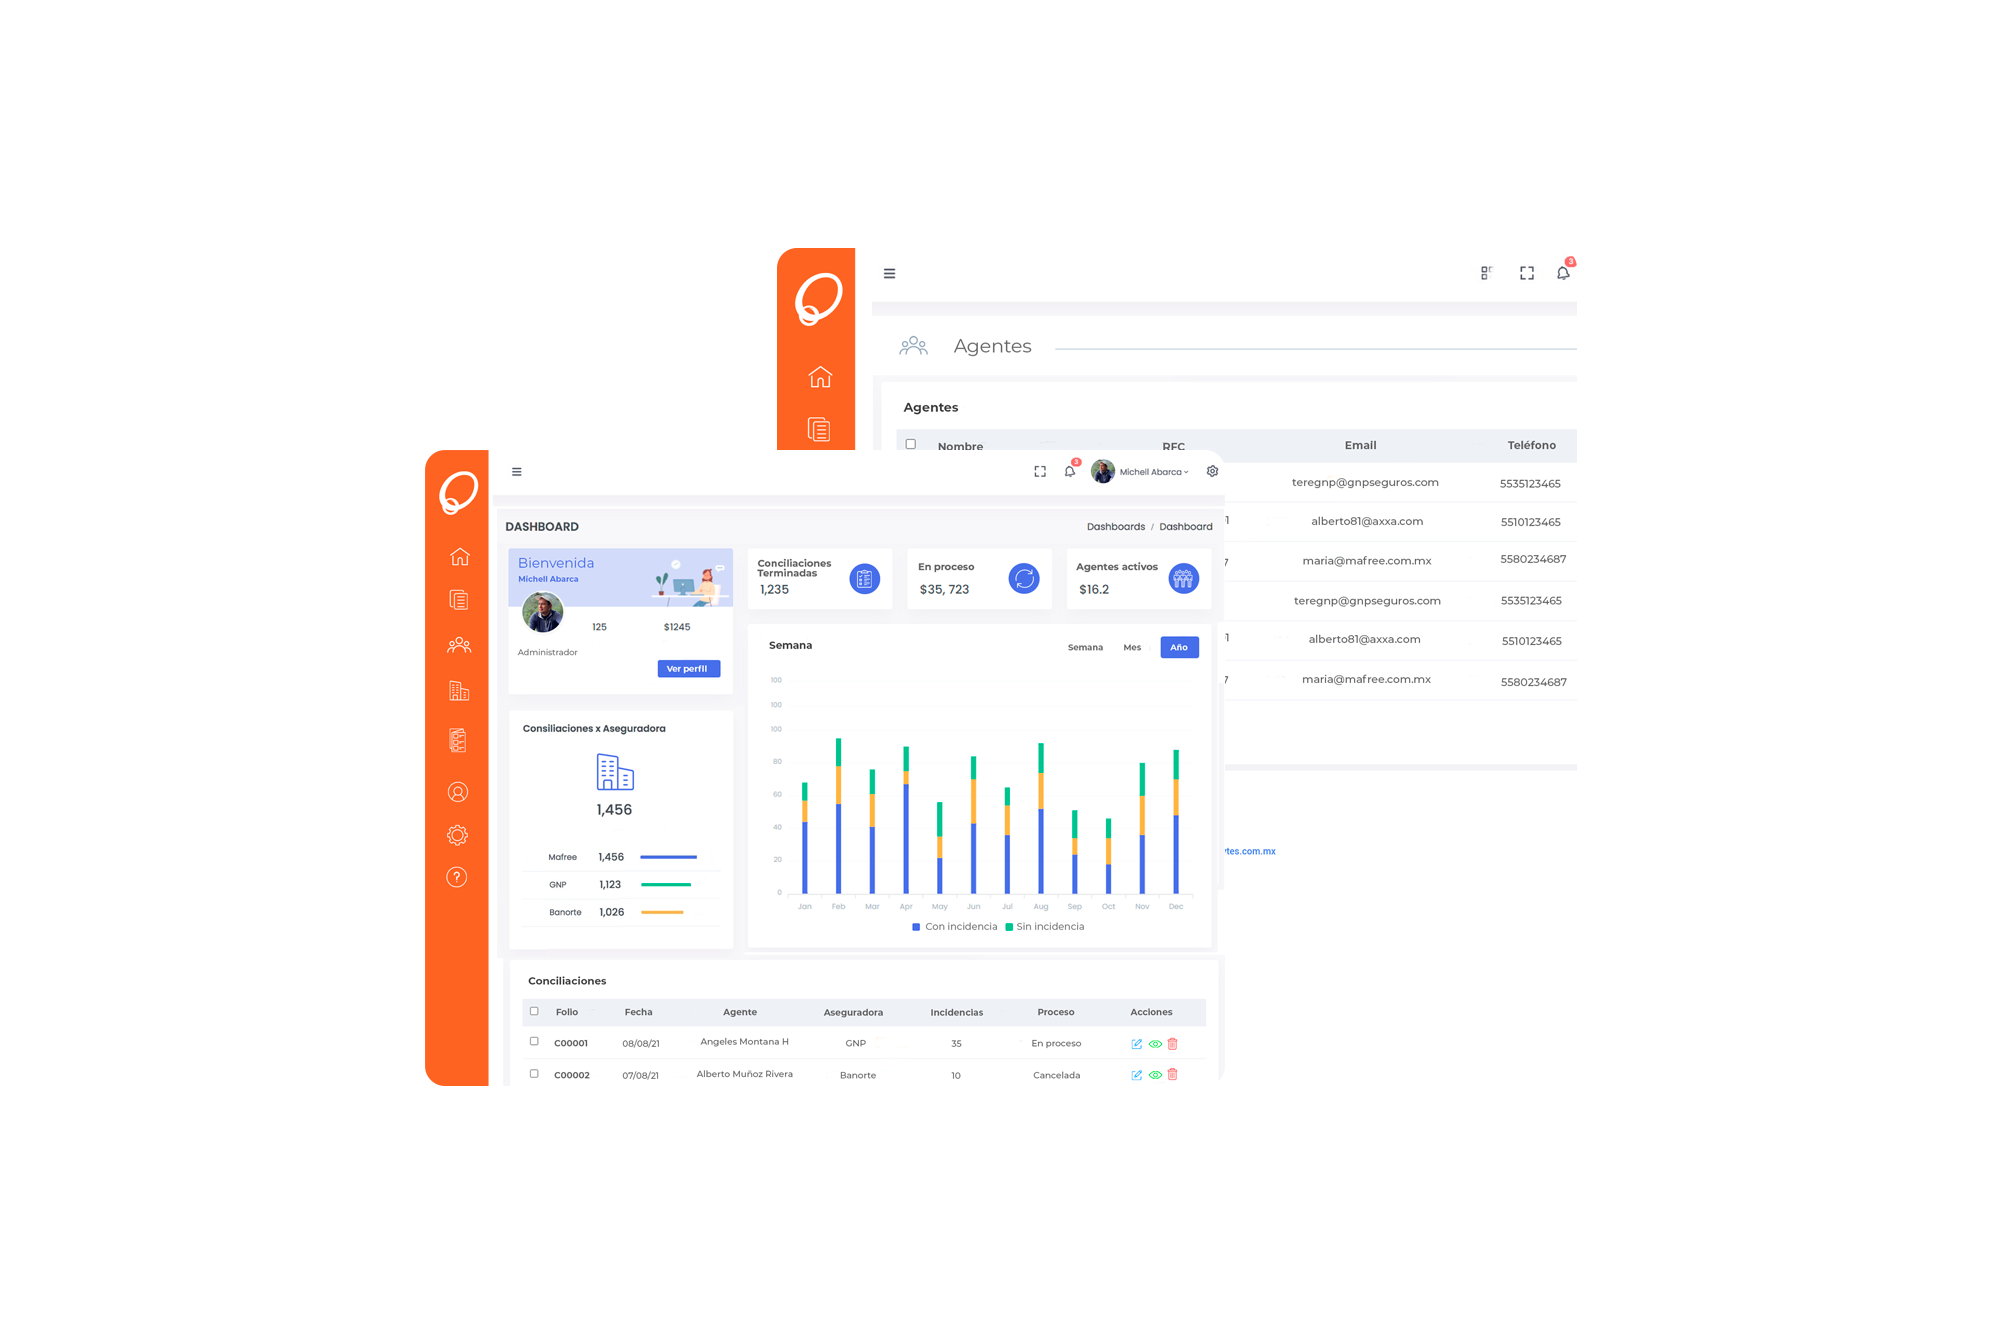 3
Agentes
Agentes
Nombre RFC Email Teléfono
teregnp@gnpseguros.com 5535123465
1 alberto81@axxa.com 5510123465
7 maria@mafree.com.mx 5580234687
teregnp@gnpseguros.com 5535123465
1 alberto81@axxa.com 5510123465
7 maria@mafree.com.mx 5580234687
ytes.com.mx
3 Michell Abarca
DASHBOARD Dashboards / Dashboard
Bienvenida
Michell Abarca
125 $1245
Administrador
Ver perfil
Conciliaciones
Terminadas
1,235
En proceso
$35, 723
Agentes activos
$16.2
Consiliaciones x Aseguradora
1,456
Mafree 1,456
GNP 1,123
Banorte 1,026
Semana Semana Mes Año
100
100
100
80
60
40
20
0
Jan Feb Mar Apr May Jun Jul Aug Sep Oct Nov Dec
Con incidencia Sin incidencia
Conciliaciones
Folio Fecha Agente Aseguradora Incidencias Proceso Acciones
C00001 08/08/21 Angeles Montana H GNP 35 En proceso
C00002 07/08/21 Alberto Muñoz Rivera Banorte 10 Cancelada